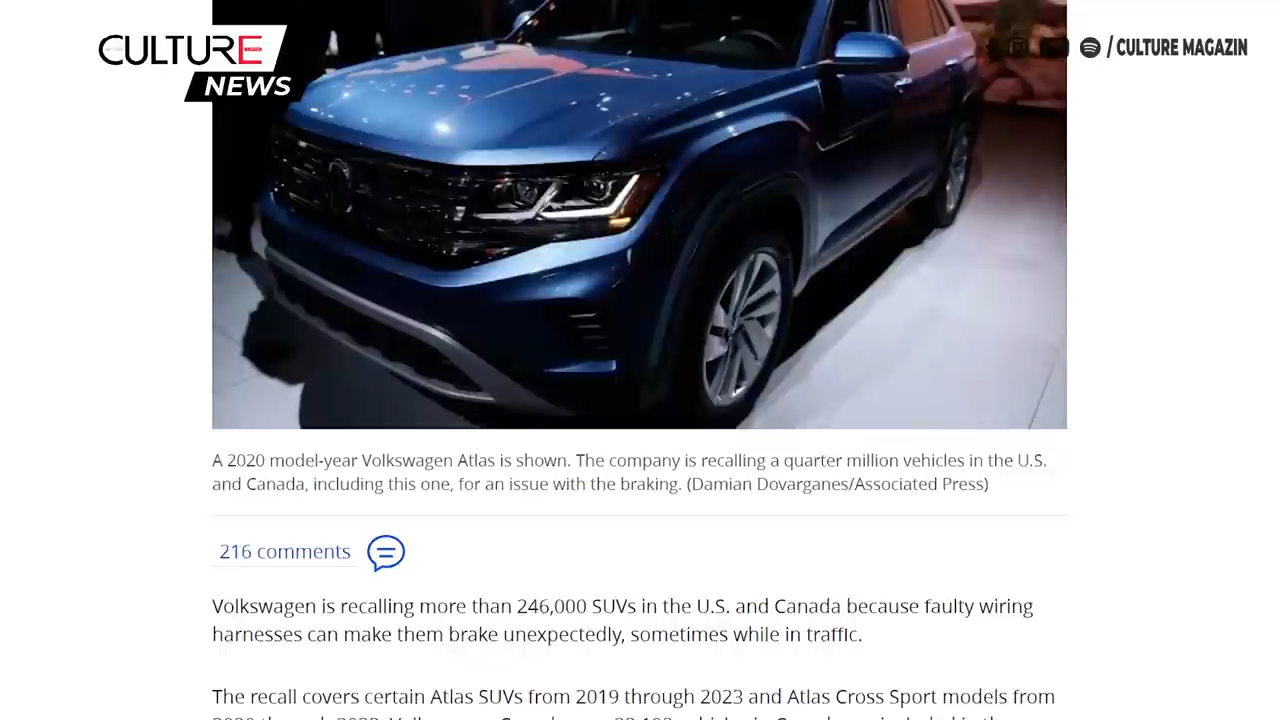 CULTURE
NEWS
/ CULTURE MAGAZIN
A 2020 model-year Volkswagen Atlas is shown. The company is recalling a quarter million vehicles in the U.S.
and Canada, including this one, for an issue with the braking. (Damian Dovarganes/Associated Press)
216 comments
Volkswagen is recalling more than 246,000 SUVs in the U.S. and Canada because faulty wiring
harnesses can make them brake unexpectedly, sometimes while in traffic.
The recall covers certain Atlas SUVs from 2019 through 2023 and Atlas Cross Sport models from